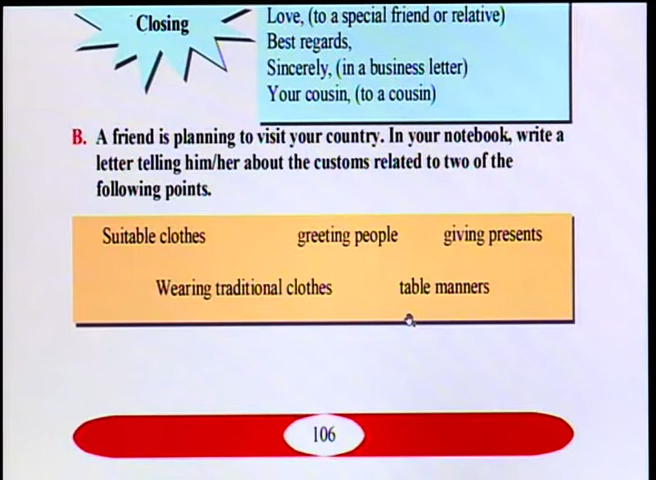 Closing
Love, (to a special friend or relative)
Best regards,
Sincerely, (in a business letter)
Your cousin, (to a cousin)
B. A friend is planning to visit your country. In your notebook, write a
letter telling him/her about the customs related to two of the
following points.
Suitable clothes greeting people giving presents
Wearing traditional clothes table manners
106